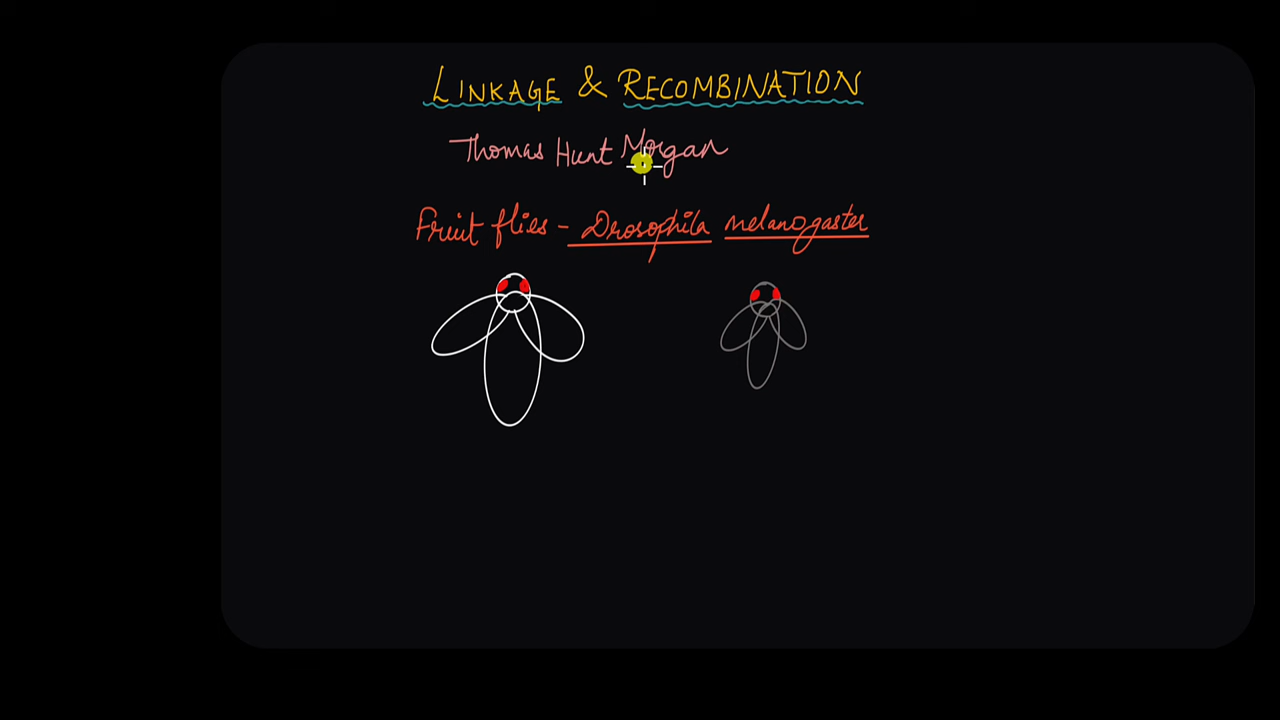 LINKAGE & RECOMBINATION
Thomas Hunt Morgan
Fruit flies - Drosophila melanogaster